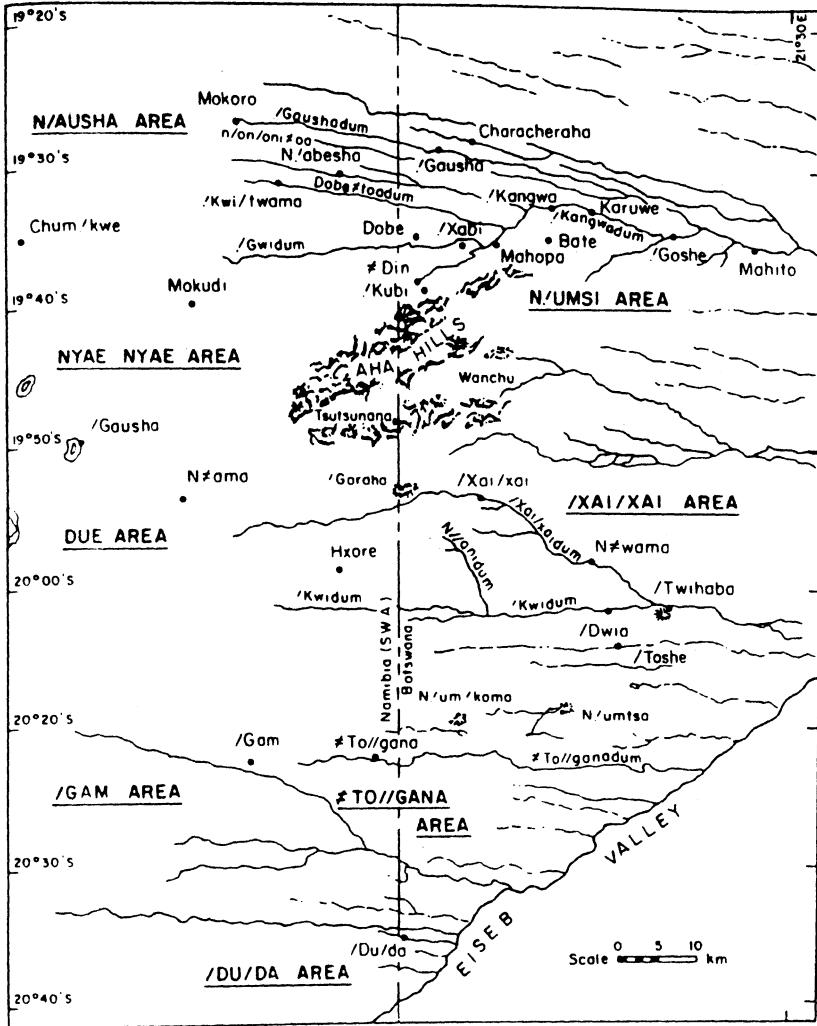 19°20'S
21°30'E
Mokoro
N/AUSHA AREA
/Gaushadum
Characheraha
n/on/oni≠oa
19°30'S
N!abesha
/Gausha
Dobe≠toadum
!Kangwa
/Kwi/twama
Karuwe
!Kangwadum
Chum!kwe
Dobe
!Xabi
Bate
!Gwidum
Mahopa
/Goshe
Mahito
≠Din
Mokudi
!Kubi
19°40'S
N!UMSI AREA
AHA HILLS
NYAE NYAE AREA
Wanchu
Tsutsunana
/Gausha
19°50'S
N≠ama
!Garaha
/Xai/xai
/XAI/XAI AREA
/Xai/xaidum
DUE AREA
N//anidum
N≠wama
Hxore
20°00'S
/Twihaba
!Kwidum
!Kwidum
/Dwia
/Toshe
Namibia (SWA)
Botswana
N!um!koma
N!umtsa
20°20'S
/Gam
≠To//gana
≠To//ganadum
/GAM AREA
≠TO//GANA
AREA
EISEB VALLEY
20°30'S
/Du/da
Scale 0 5 10
km
/DU/DA AREA
20°40'S